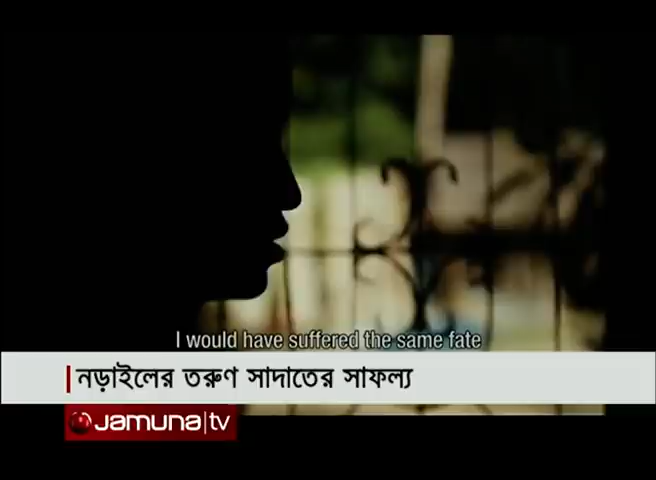 I would have suffered the same fate
নড়াইলের তরুণ সাদাতের সাফল্য
Jamuna|tv